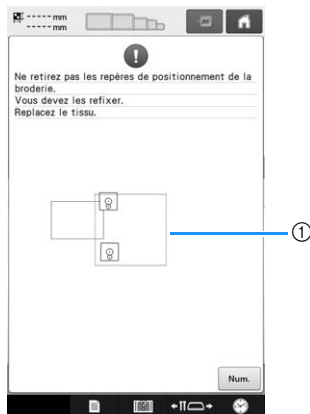 ------ mm
------ mm
Ne retirez pas les repères de positionnement de la
broderie.
Vous devez les refixer.
Replacez le tissu.
①
Num.